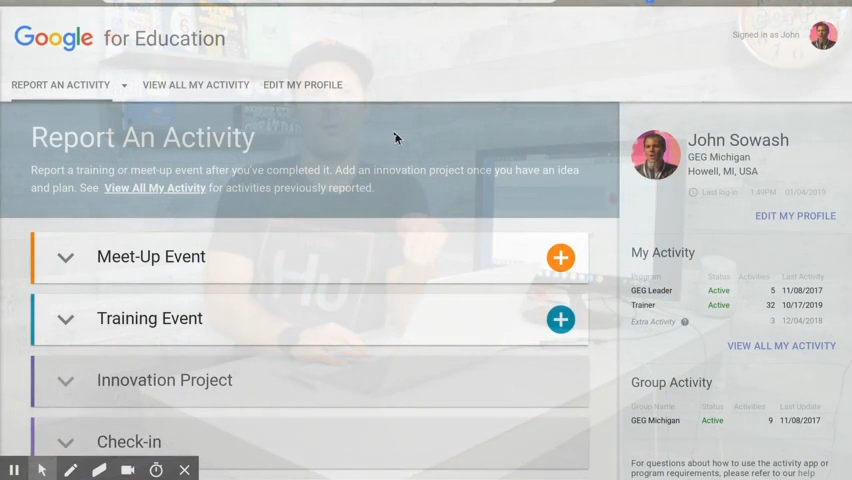 Google for Education
Signed in as John
REPORT AN ACTIVITY
VIEW ALL MY ACTIVITY
EDIT MY PROFILE
Report An Activity
Report a training or meet-up event after you've completed it. Add an innovation project once you have an idea
and plan. See View All My Activity for activities previously reported.
Meet-Up Event
Training Event
Innovation Project
Check-in
John Sowash
GEG Michigan
Howell, MI, USA
Last log-in 1:49PM 01/04/2019
EDIT MY PROFILE
My Activity
Program Status Activities Last Activity
GEG Leader Active 5 11/08/2017
Trainer Active 32 10/17/2019
Extra Activity 3 12/04/2018
VIEW ALL MY ACTIVITY
Group Activity
Group Name Status Activities Last Update
GEG Michigan Active 9 11/08/2017
For questions about how to use the activity app or
program requirements, please refer to our help
Hu